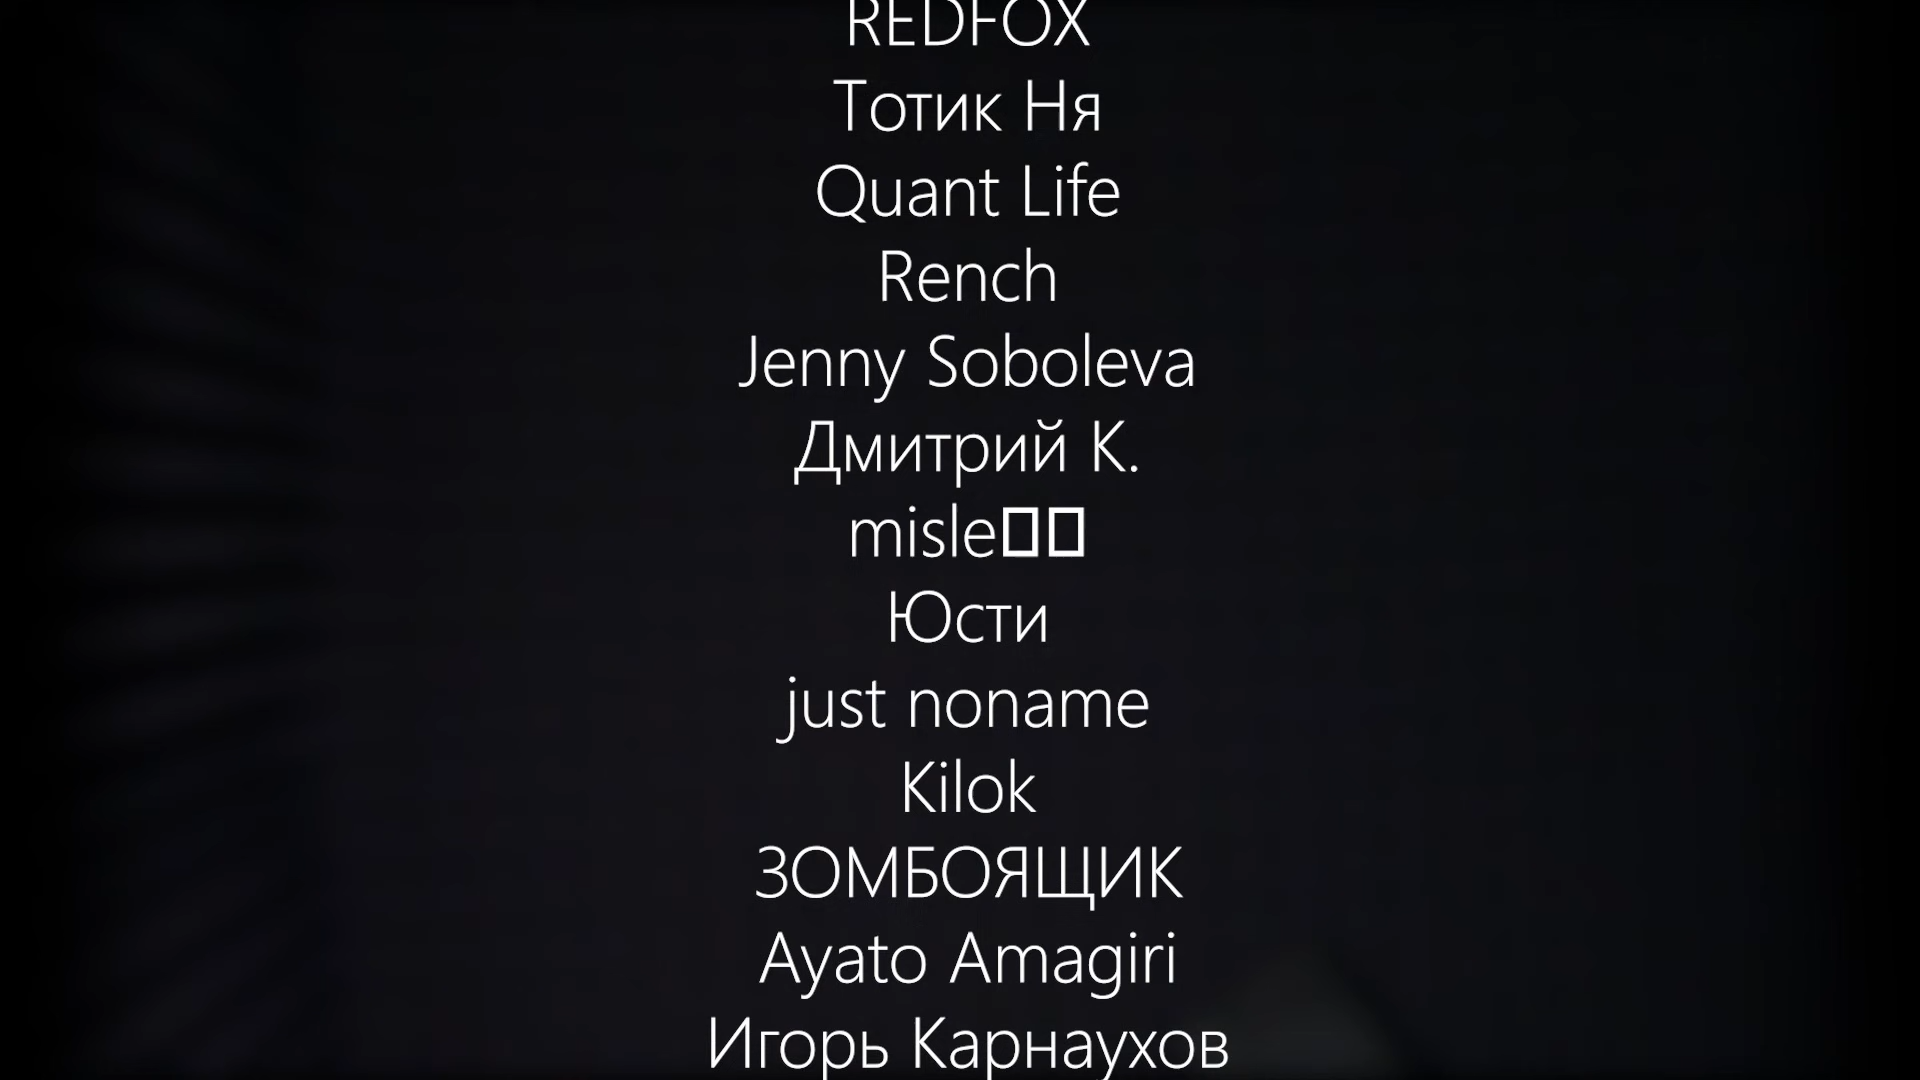 REDFOX
Тотик Ня
Quant Life
Rench
Jenny Soboleva
Дмитрий К.
misle▯▯
Юсти
just noname
Kilok
ЗОМБОЯЩИК
Ayato Amagiri
Игорь Карнаухов